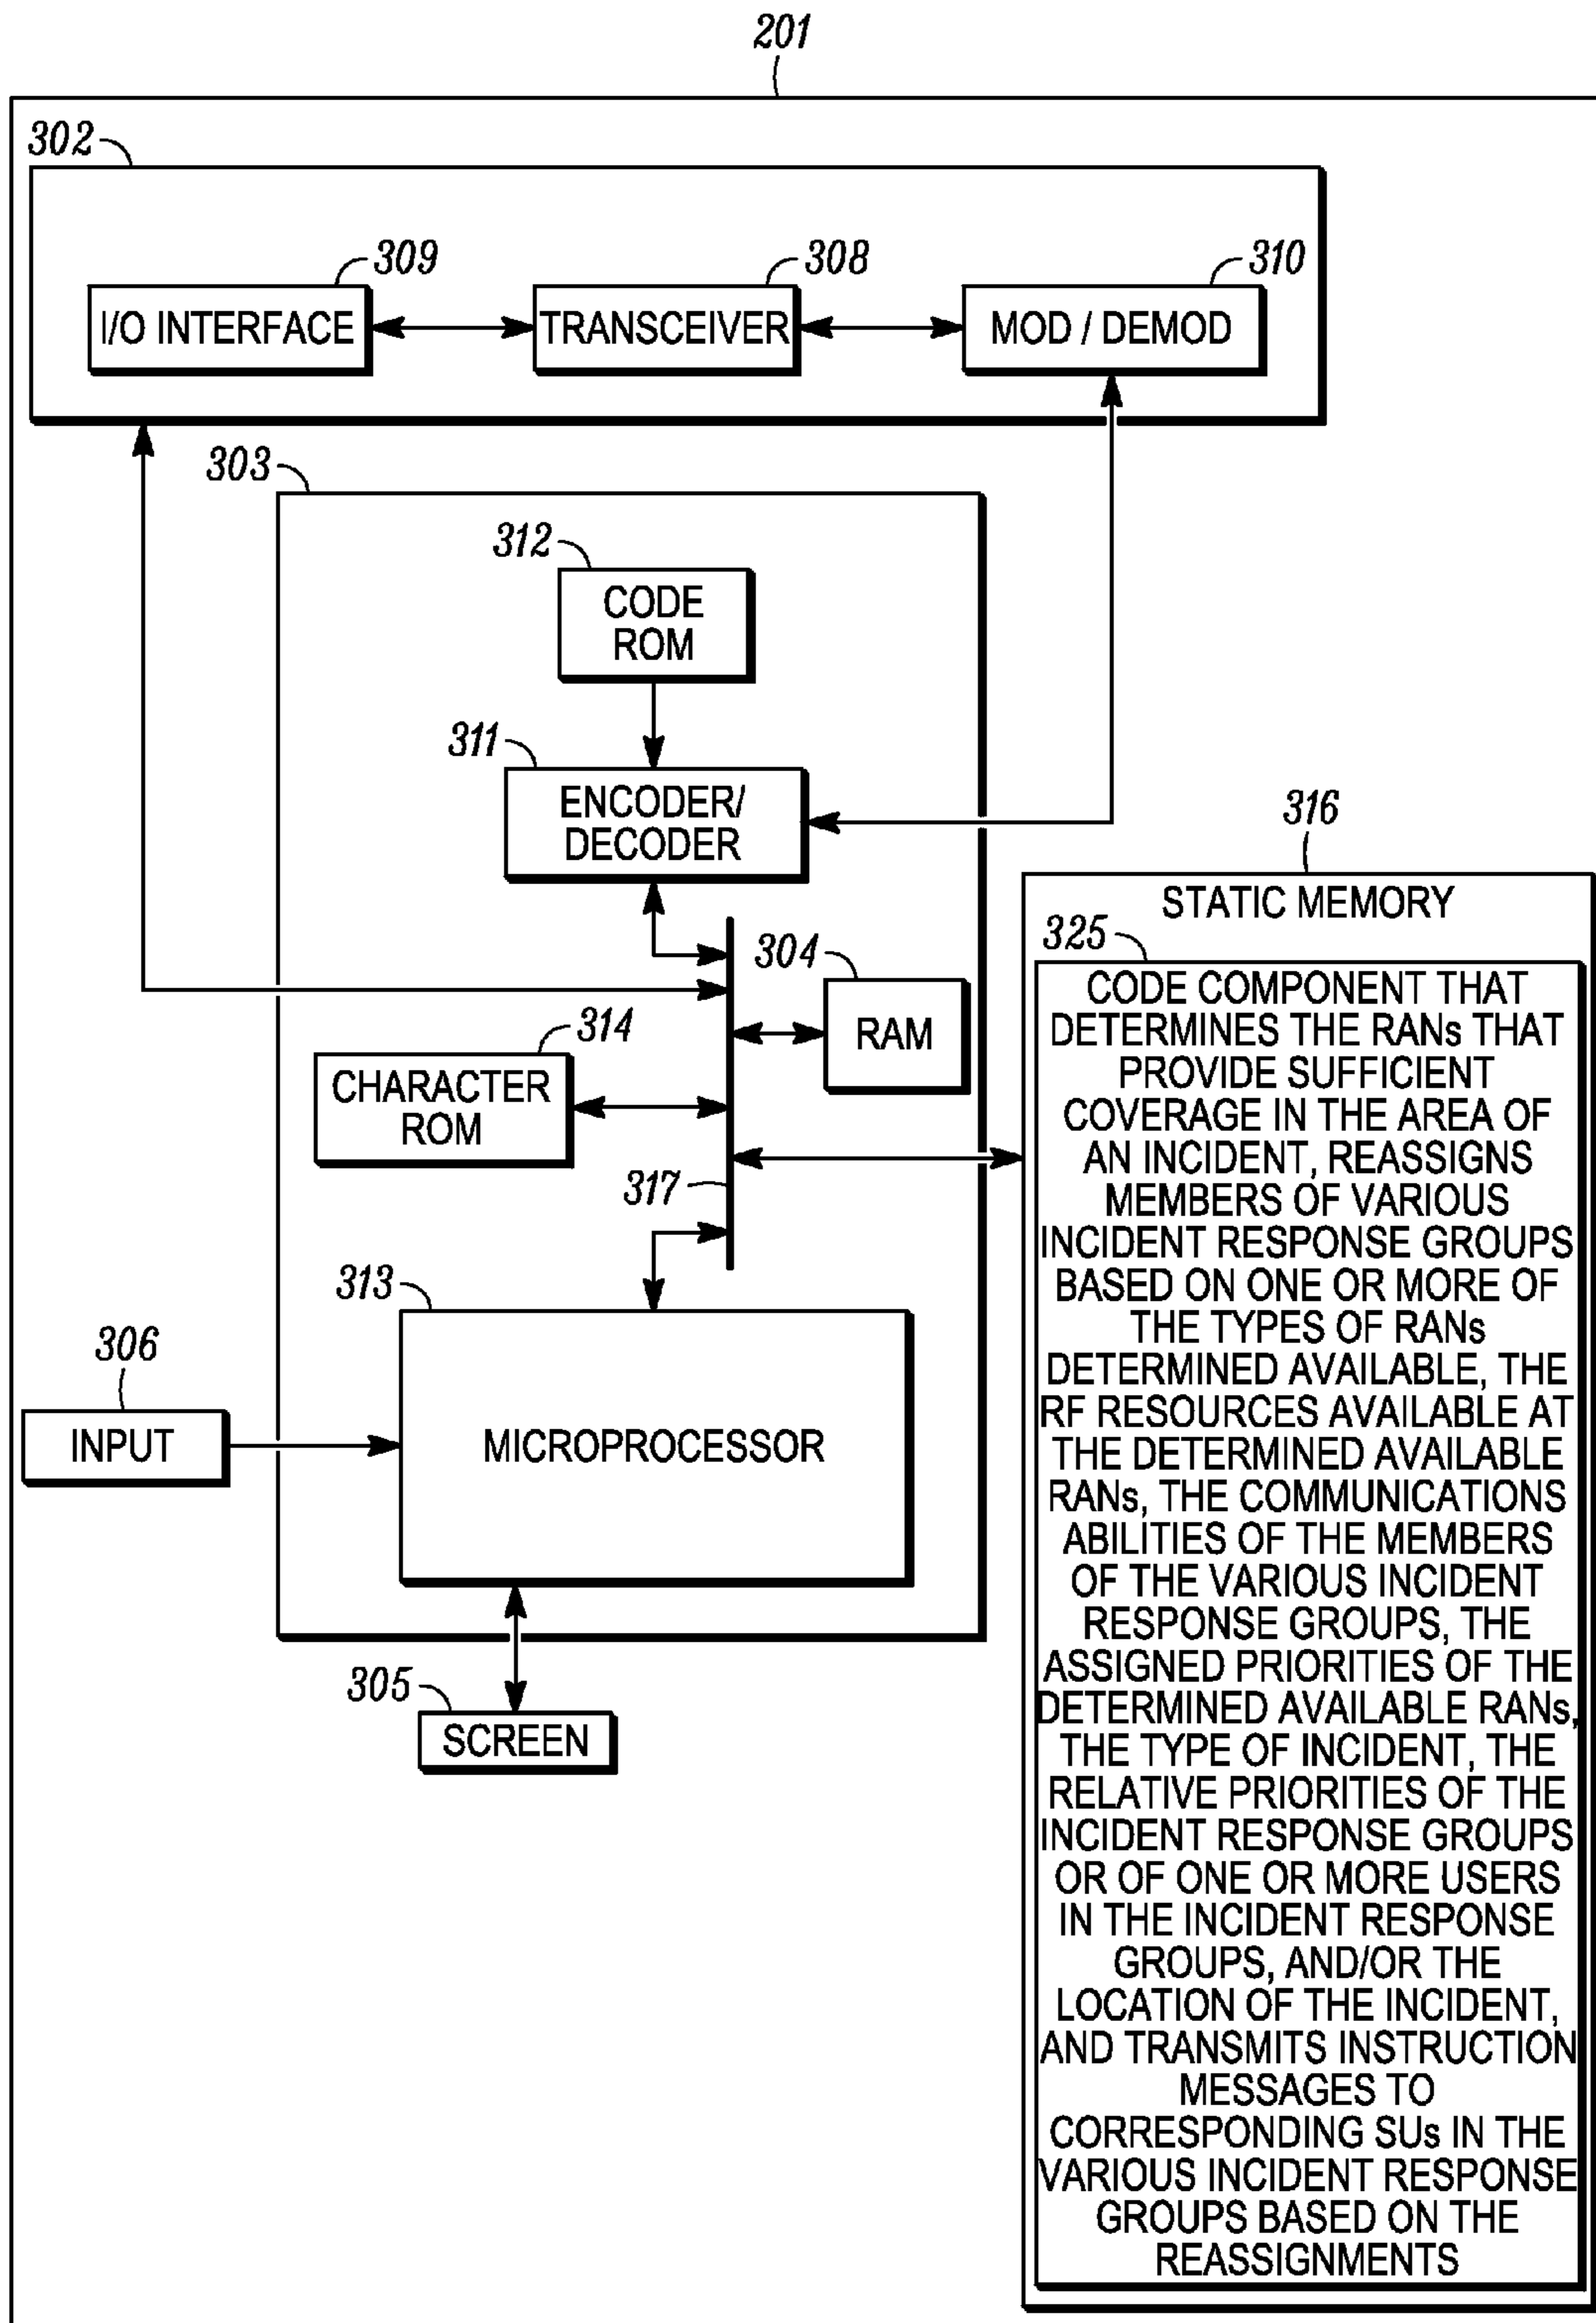 201
302
309
308
310
I/O INTERFACE
TRANSCEIVER
MOD / DEMOD
303
312
CODE
ROM
311
ENCODER/
DECODER
316
STATIC MEMORY
325
304
RAM
314
CHARACTER
ROM
317
313
MICROPROCESSOR
306
INPUT
305
SCREEN
CODE COMPONENT THAT
DETERMINES THE RANs THAT
PROVIDE SUFFICIENT
COVERAGE IN THE AREA OF
AN INCIDENT, REASSIGNS
MEMBERS OF VARIOUS
INCIDENT RESPONSE GROUPS
BASED ON ONE OR MORE OF
THE TYPES OF RANs
DETERMINED AVAILABLE, THE
RF RESOURCES AVAILABLE AT
THE DETERMINED AVAILABLE
RANs, THE COMMUNICATIONS
ABILITIES OF THE MEMBERS
OF THE VARIOUS INCIDENT
RESPONSE GROUPS, THE
ASSIGNED PRIORITIES OF THE
DETERMINED AVAILABLE RANs,
THE TYPE OF INCIDENT, THE
RELATIVE PRIORITIES OF THE
INCIDENT RESPONSE GROUPS
OR OF ONE OR MORE USERS
IN THE INCIDENT RESPONSE
GROUPS, AND/OR THE
LOCATION OF THE INCIDENT,
AND TRANSMITS INSTRUCTION
MESSAGES TO
CORRESPONDING SUs IN THE
VARIOUS INCIDENT RESPONSE
GROUPS BASED ON THE
REASSIGNMENTS